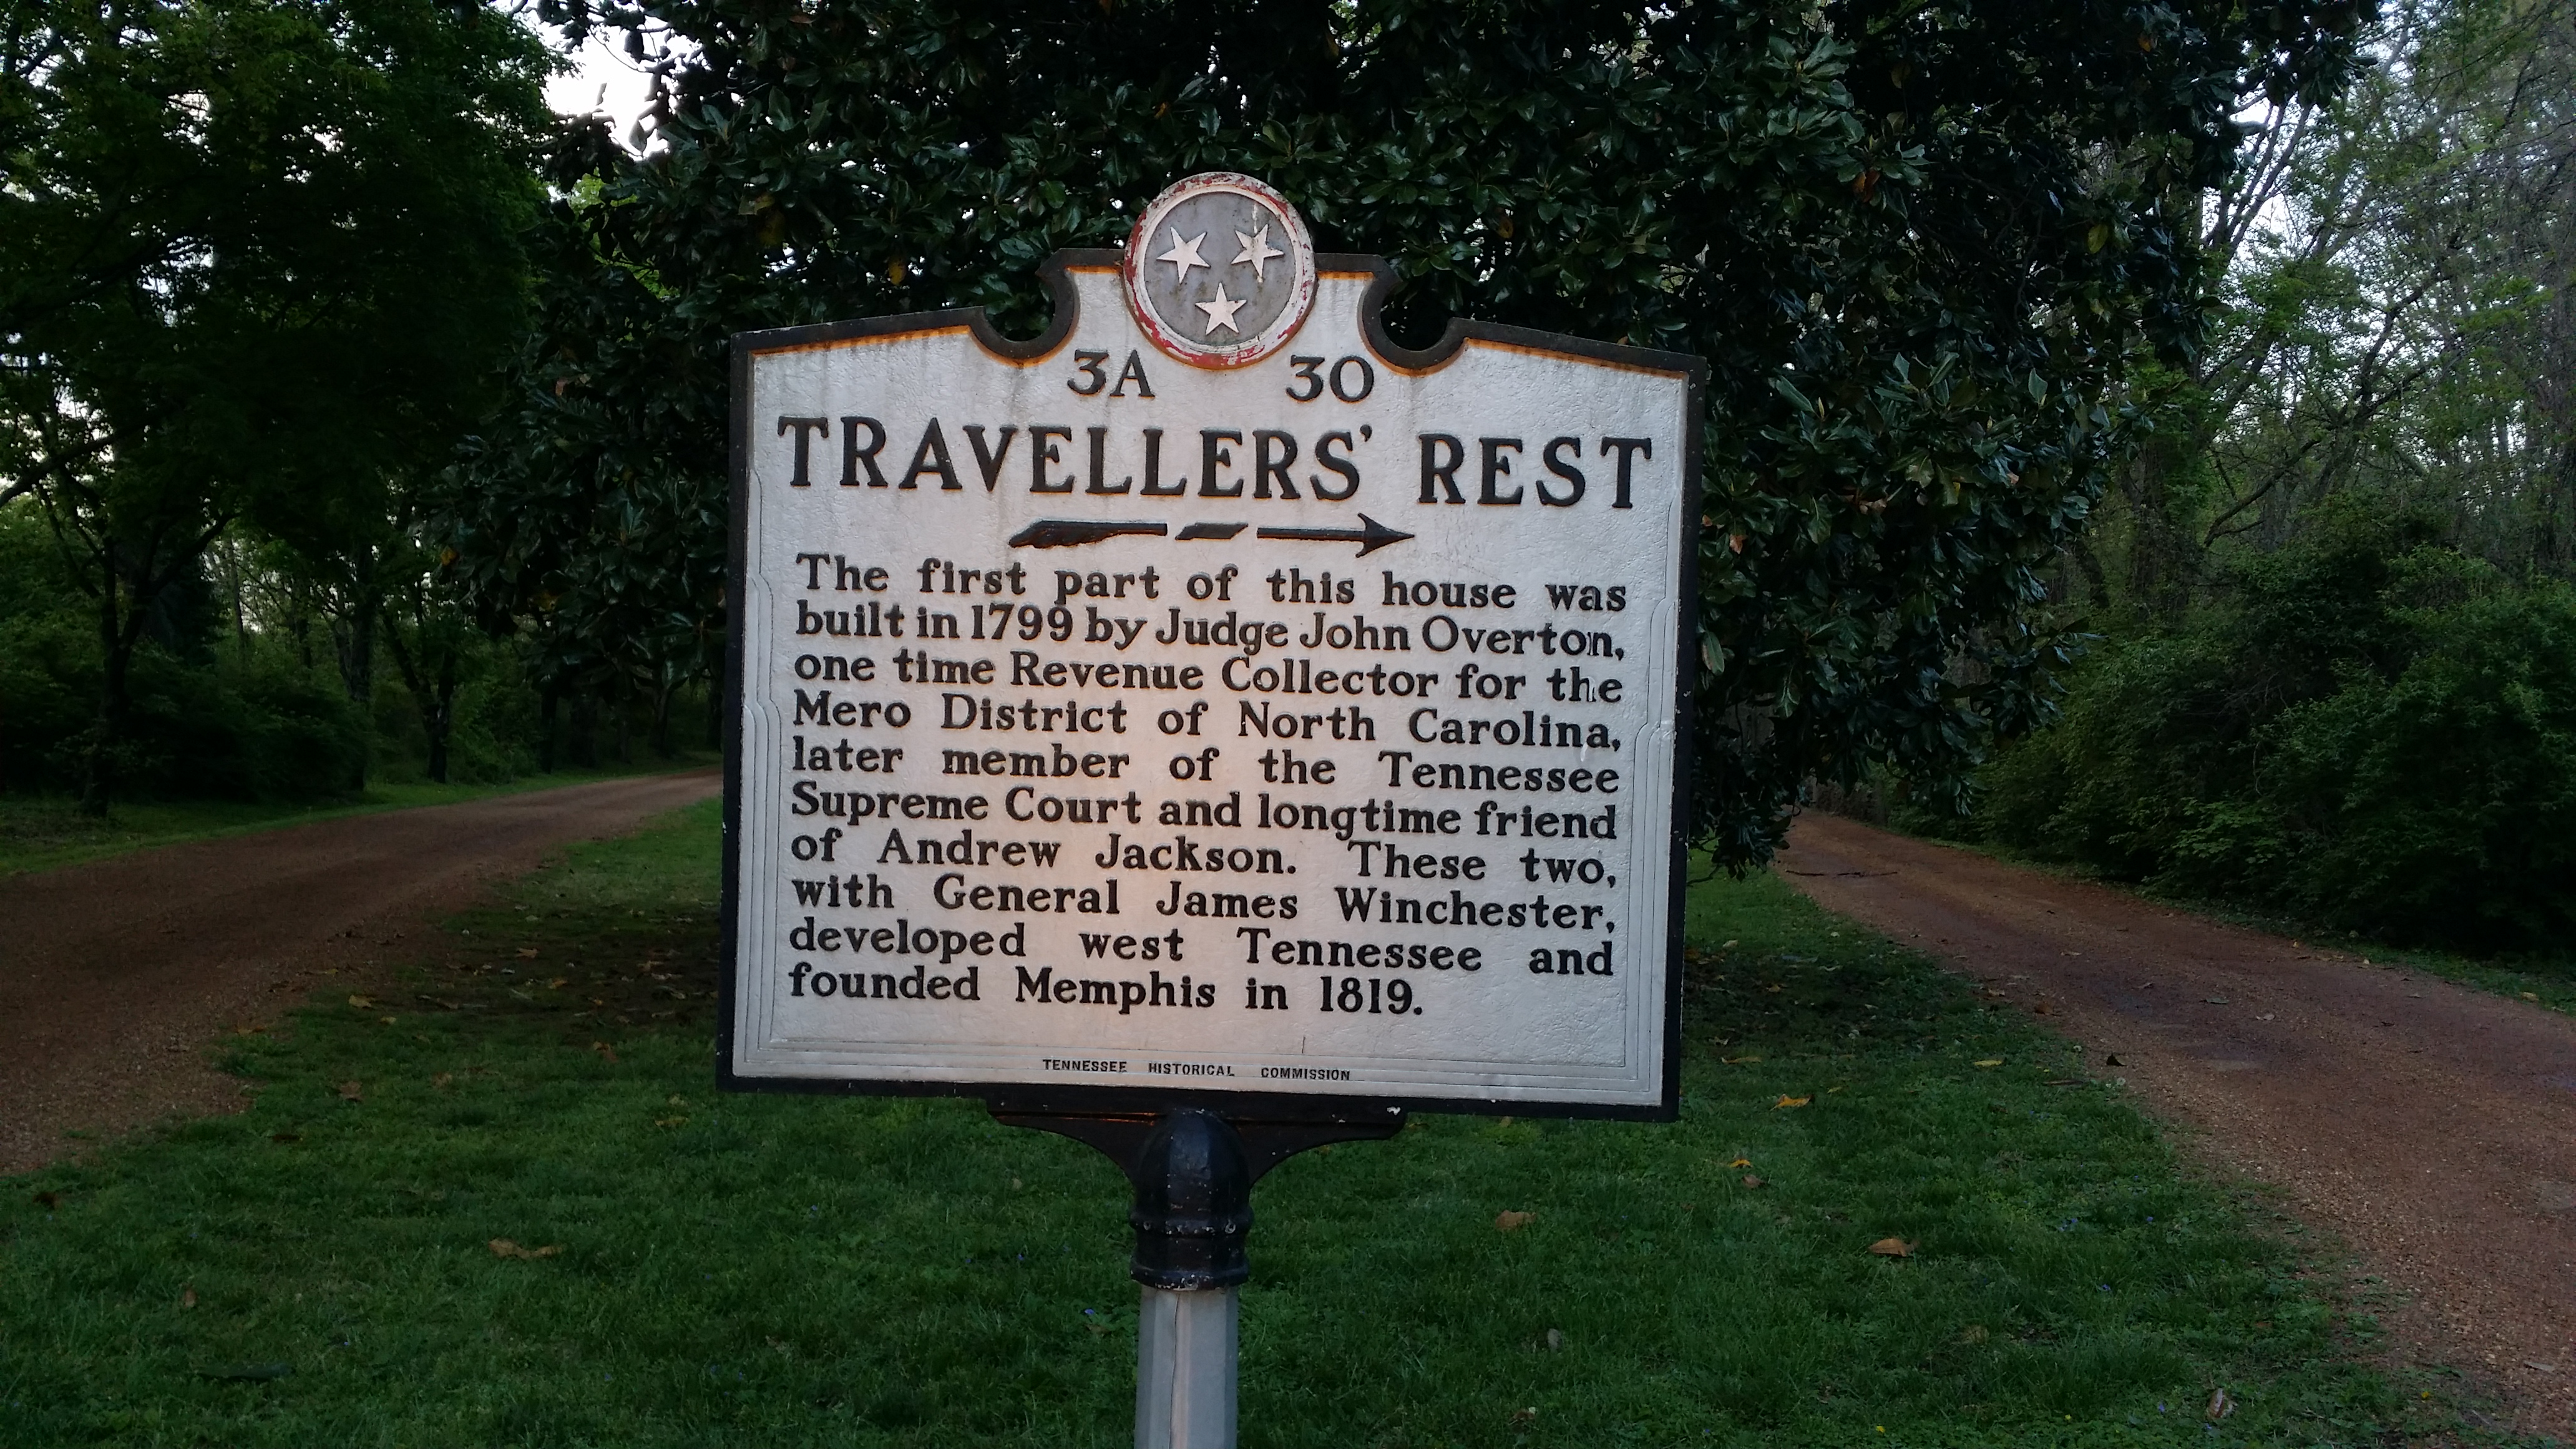 3A 30
TRAVELLERS' REST
The first part of this house was
built in 1799 by Judge John Overton,
one time Revenue Collector for the
Mero District of North Carolina,
later member of the Tennessee
Supreme Court and longtime friend
of Andrew Jackson. These two,
with General James Winchester,
developed west Tennessee and
founded Memphis in 1819.
TENNESSEE HISTORICAL COMMISSION